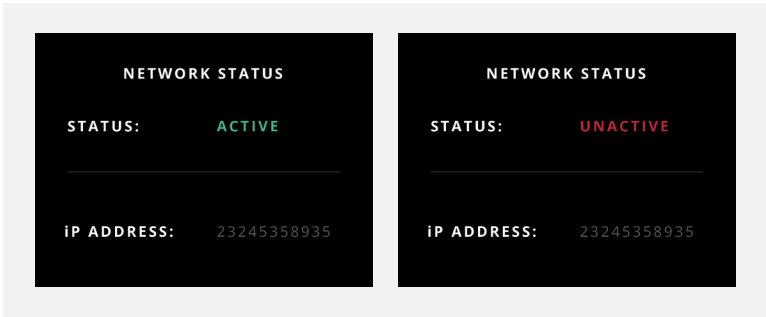 NETWORK STATUS
STATUS: ACTIVE
iP ADDRESS: 23245358935
NETWORK STATUS
STATUS: UNACTIVE
iP ADDRESS: 23245358935